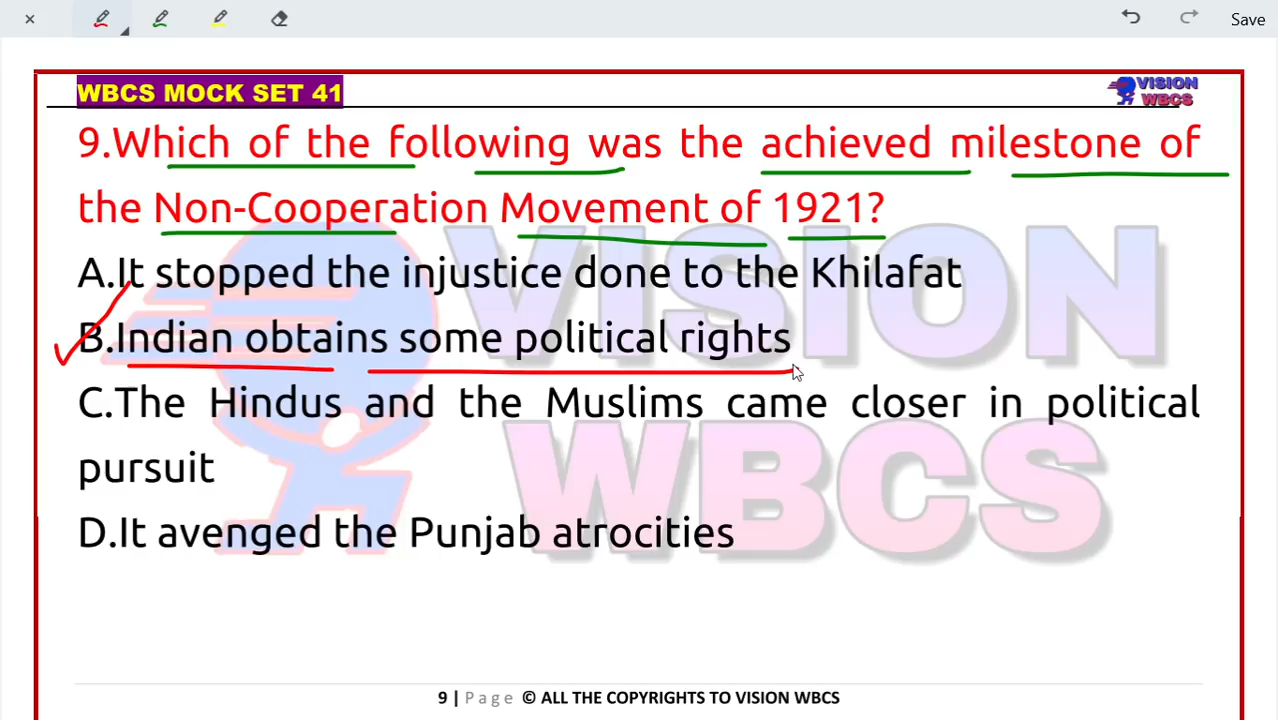 Save
WBCS MOCK SET 41
VISION
WBCS
9.Which of the following was the achieved milestone of
the Non-Cooperation Movement of 1921?
A.It stopped the injustice done to the Khilafat
B.Indian obtains some political rights
C.The Hindus and the Muslims came closer in political
pursuit
D.It avenged the Punjab atrocities
VISION
WBCS
9 | Page © ALL THE COPYRIGHTS TO VISION WBCS